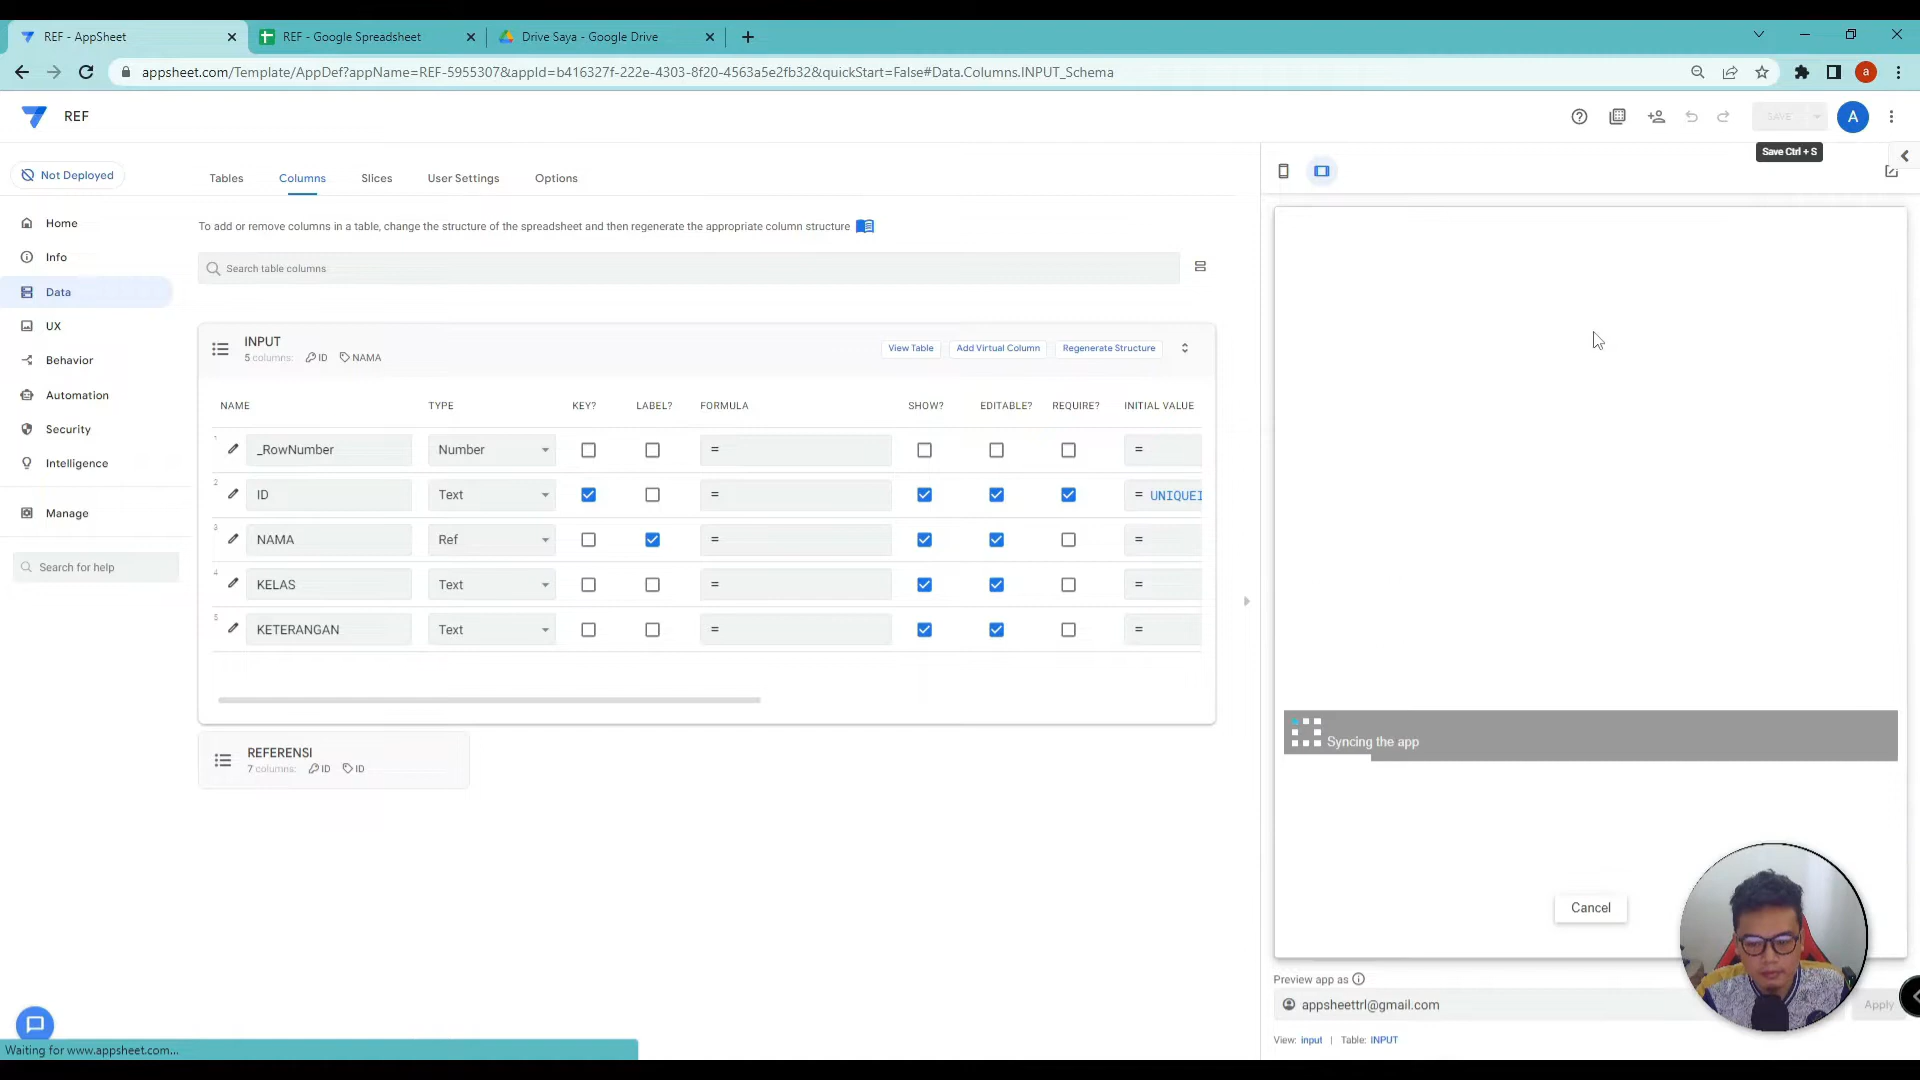 REF - AppSheet
REF - Google Spreadsheet
Drive Saya - Google Drive
appsheet.com/Template/AppDef?appName=REF-5955307&appId=b416327f-222e-4303-8f20-4563a5e2fb32&quickStart=False#Data.Columns.INPUT_Schema
a
REF
SAVE
A
Save Ctrl + S
Not Deployed
Tables
Columns
Slices
User Settings
Options
Home
Info
Data
UX
Behavior
Automation
Security
Intelligence
Manage
Search for help
To add or remove columns in a table, change the structure of the spreadsheet and then regenerate the appropriate column structure
Search table columns
INPUT
5 columns: ID NAMA
View Table
Add Virtual Column
Regenerate Structure
NAME TYPE KEY? LABEL? FORMULA SHOW? EDITABLE? REQUIRE? INITIAL VALUE
1 _RowNumber Number = =
2 ID Text = = UNIQUEI
3 NAMA Ref = =
4 KELAS Text = =
5 KETERANGAN Text = =
REFERENSI
7 columns: ID ID
Syncing the app
Cancel
Preview app as
appsheettrl@gmail.com
Apply
View: input | Table: INPUT
Waiting for www.appsheet.com...